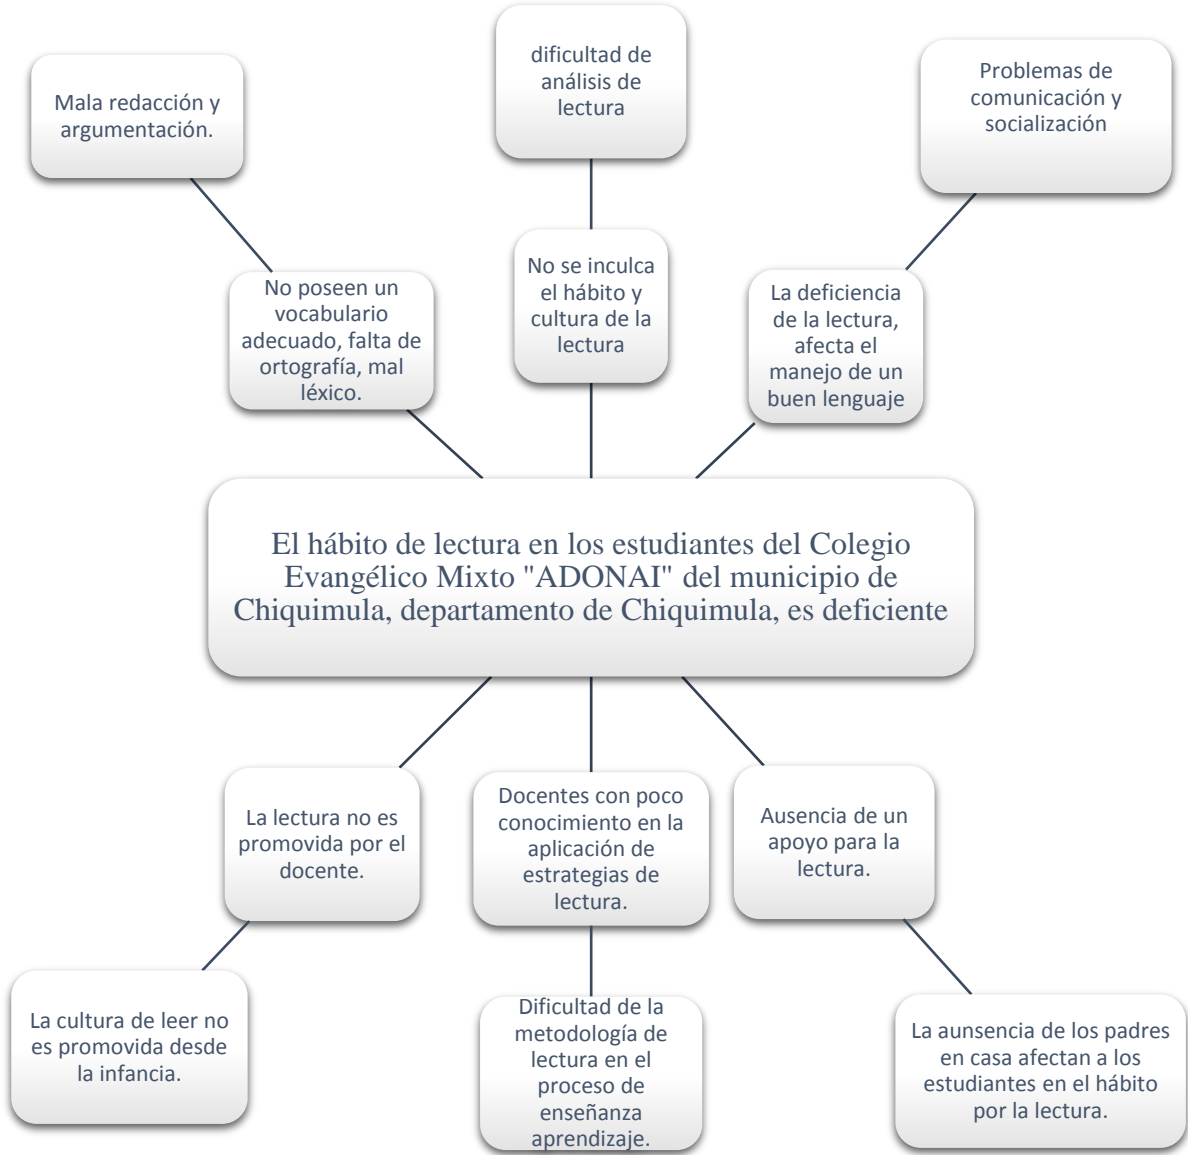 Mala redacción y
argumentación.
dificultad de
análisis de
lectura
Problemas de
comunicación y
socialización
No poseen un
vocabulario
adecuado, falta de
ortografía, mal
léxico.
No se inculca
el hábito y
cultura de la
lectura
La deficiencia
de la lectura,
afecta el
manejo de un
buen lenguaje
El hábito de lectura en los estudiantes del Colegio
Evangélico Mixto "ADONAI" del municipio de
Chiquimula, departamento de Chiquimula, es deficiente
La lectura no es
promovida por el
docente.
Docentes con poco
conocimiento en la
aplicación de
estrategias de
lectura.
Ausencia de un
apoyo para la
lectura.
La cultura de leer no
es promovida desde
la infancia.
Dificultad de la
metodología de
lectura en el
proceso de
enseñanza
aprendizaje.
La aunsencia de los padres
en casa afectan a los
estudiantes en el hábito
por la lectura.